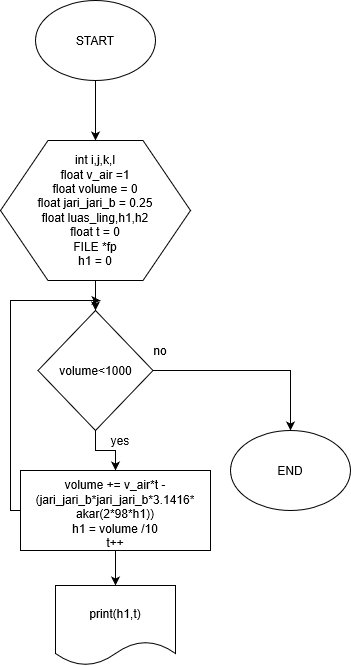 START
int i,j,k,l
float v_air =1
float volume = 0
float jari_jari_b = 0.25
float luas_ling,h1,h2
float t = 0
FILE *fp
h1 = 0
volume<1000
no
yes
END
volume += v_air*t -
(jari_jari_b*jari_jari_b*3.1416*
akar(2*98*h1))
h1 = volume /10
t++
print(h1,t)